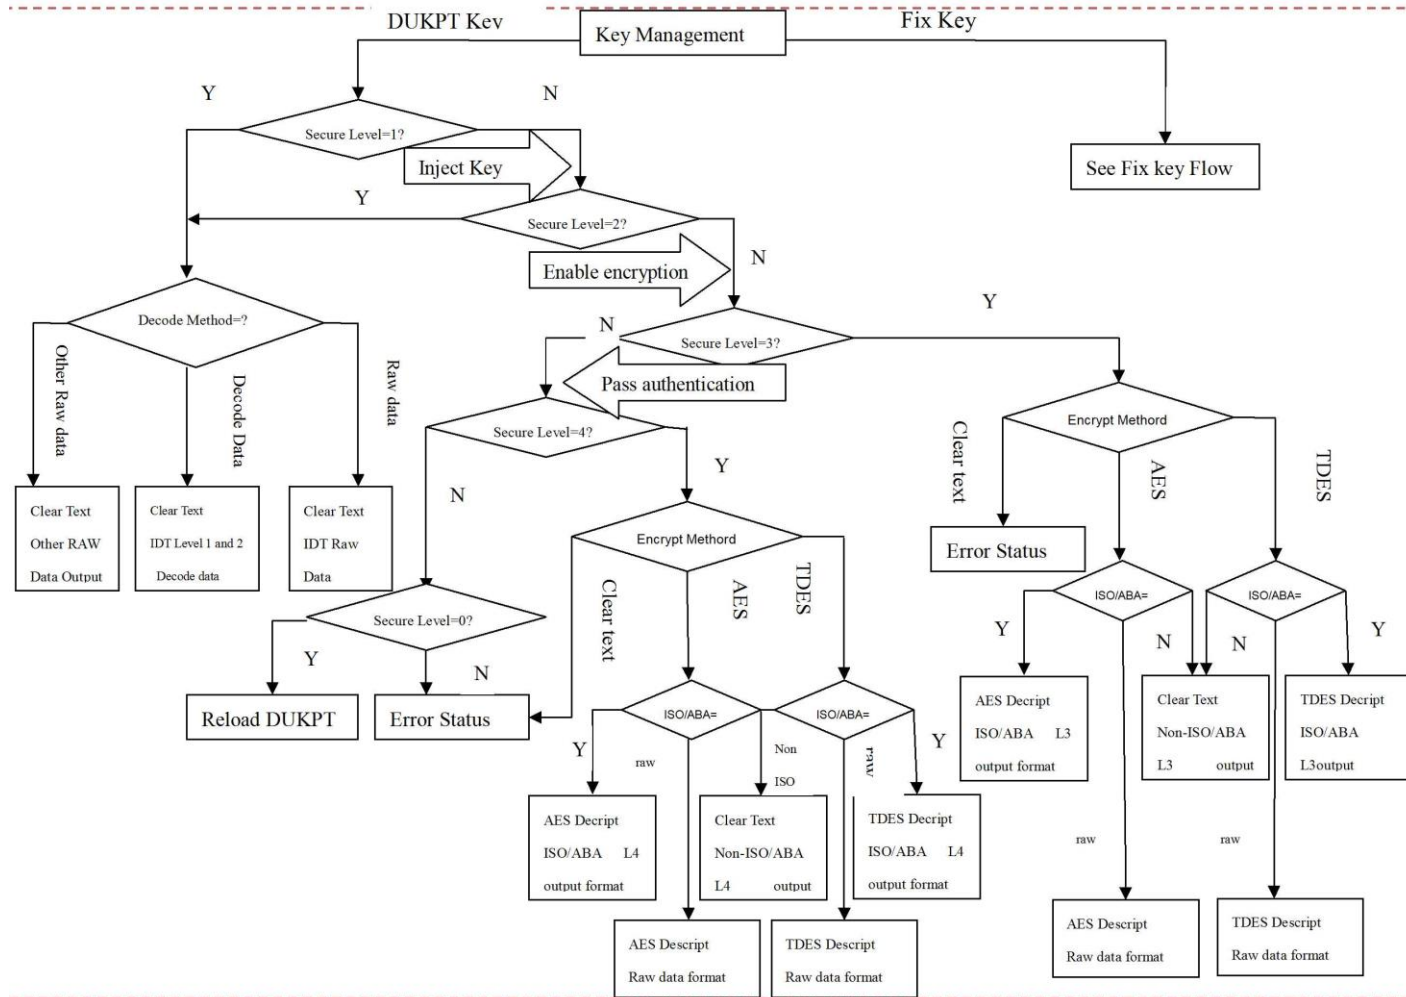 DUKPT Key
Key Management
Fix Key
Y
N
Secure Level=1?
Inject Key
See Fix key Flow
Y
Secure Level=2?
N
Enable encryption
Y
Decode Method=?
N
Secure Level=3?
Other Raw data
Decode Data
Raw data
Pass authentication
Encrypt Methord
Secure Level=4?
Clear text
AES
TDES
Y
N
Clear Text
Other RAW
Data Output
Clear Text
IDT Level 1 and 2
Decode data
Clear Text
IDT Raw
Data
Encrypt Methord
Error Status
Clear text
AES
TDES
ISO/ABA=
ISO/ABA=
Secure Level=0?
Y
N
N
Y
Y
N
Reload DUKPT
Error Status
ISO/ABA=
ISO/ABA=
AES Decript
ISO/ABA L3
output format
Clear Text
Non-ISO/ABA
L3 output
TDES Decript
ISO/ABA
L3output
Y
raw
Non
ISO
raw
Y
AES Decript
ISO/ABA L4
output format
Clear Text
Non-ISO/ABA
L4 output
TDES Decript
ISO/ABA L4
output format
raw
raw
AES Descript
Raw data format
TDES Descript
Raw data format
AES Descript
Raw data format
TDES Descript
Raw data format